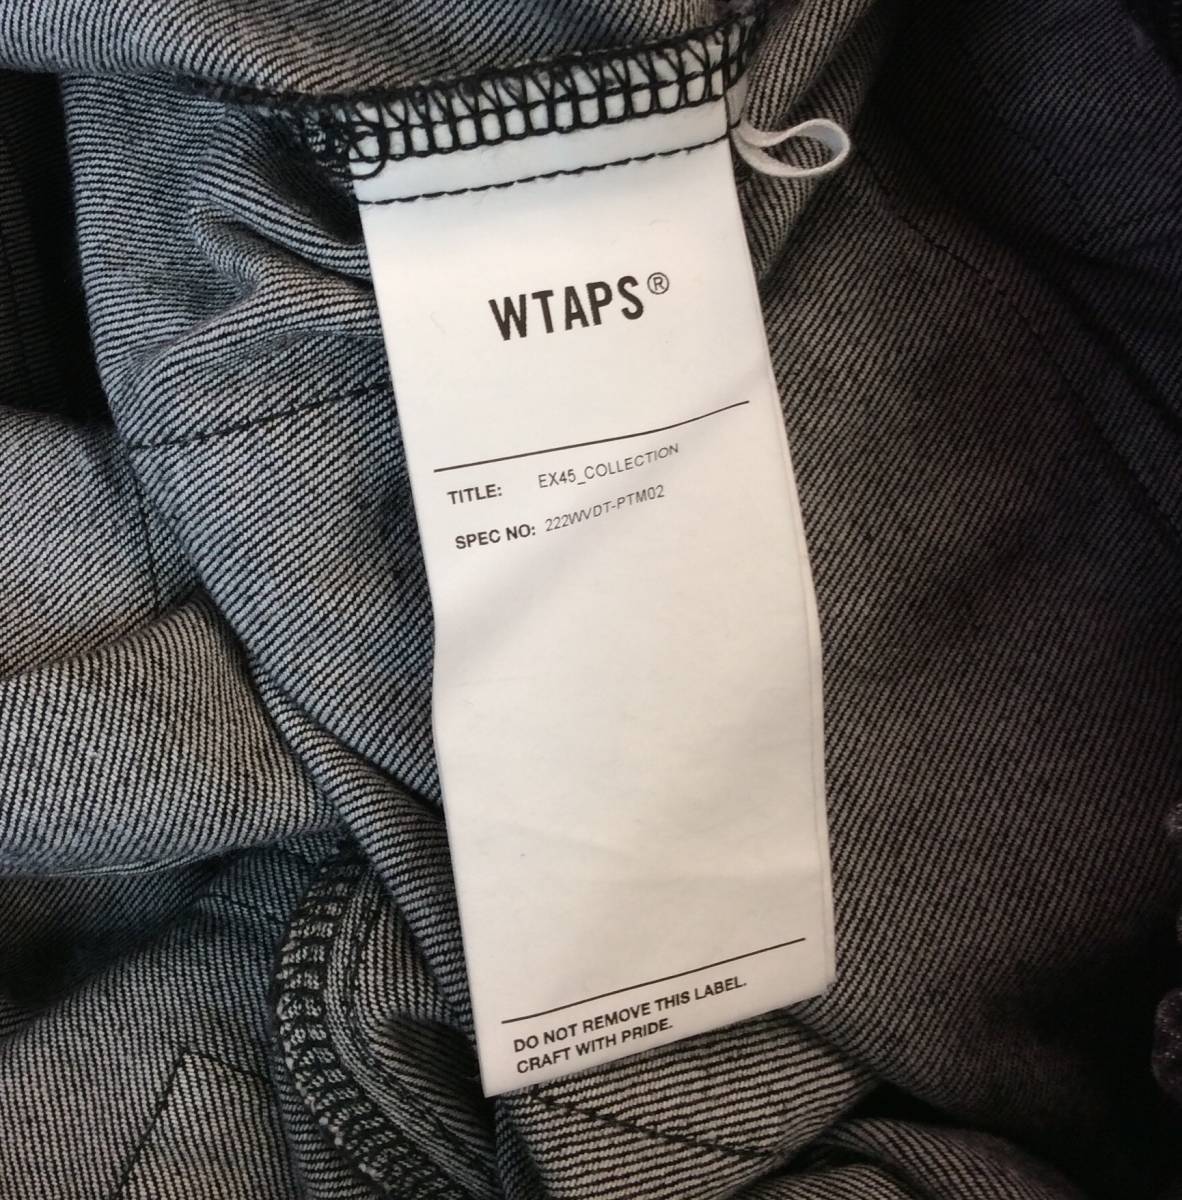 WTAPS®
TITLE: EX45_COLLECTION
SPEC NO: 222WVDT-PTM02
DO NOT REMOVE THIS LABEL.
CRAFT WITH PRIDE.